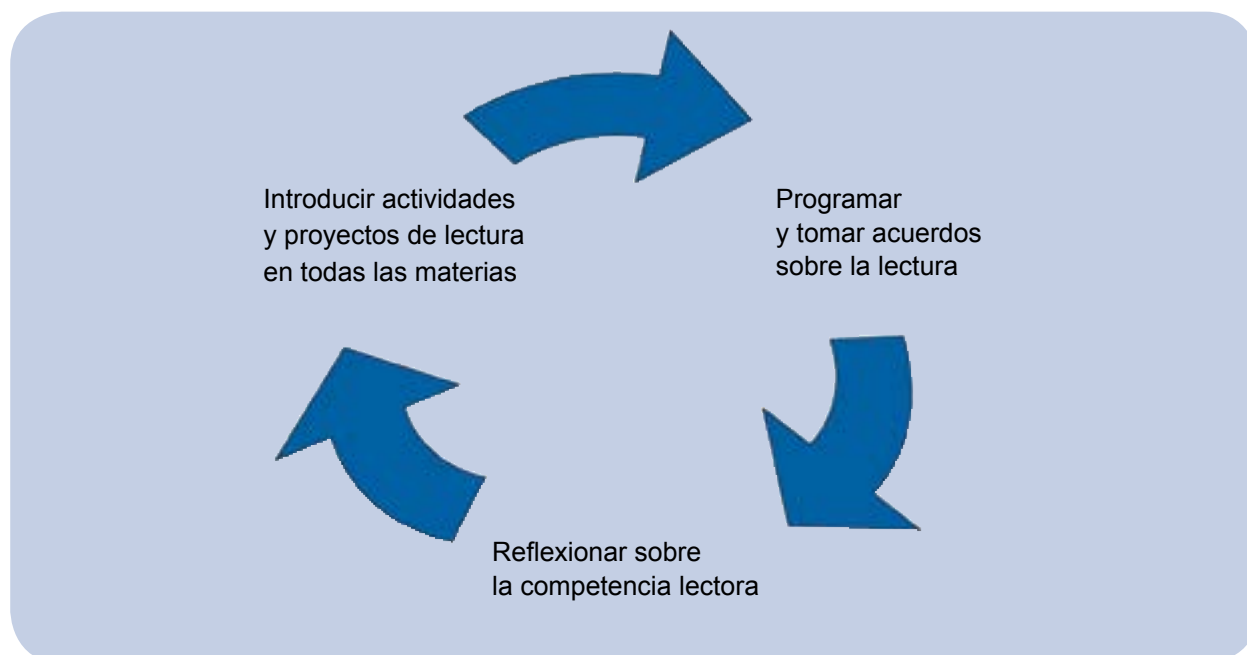 Introducir actividades
y proyectos de lectura
en todas las materias
Programar
y tomar acuerdos
sobre la lectura
Reflexionar sobre
la competencia lectora